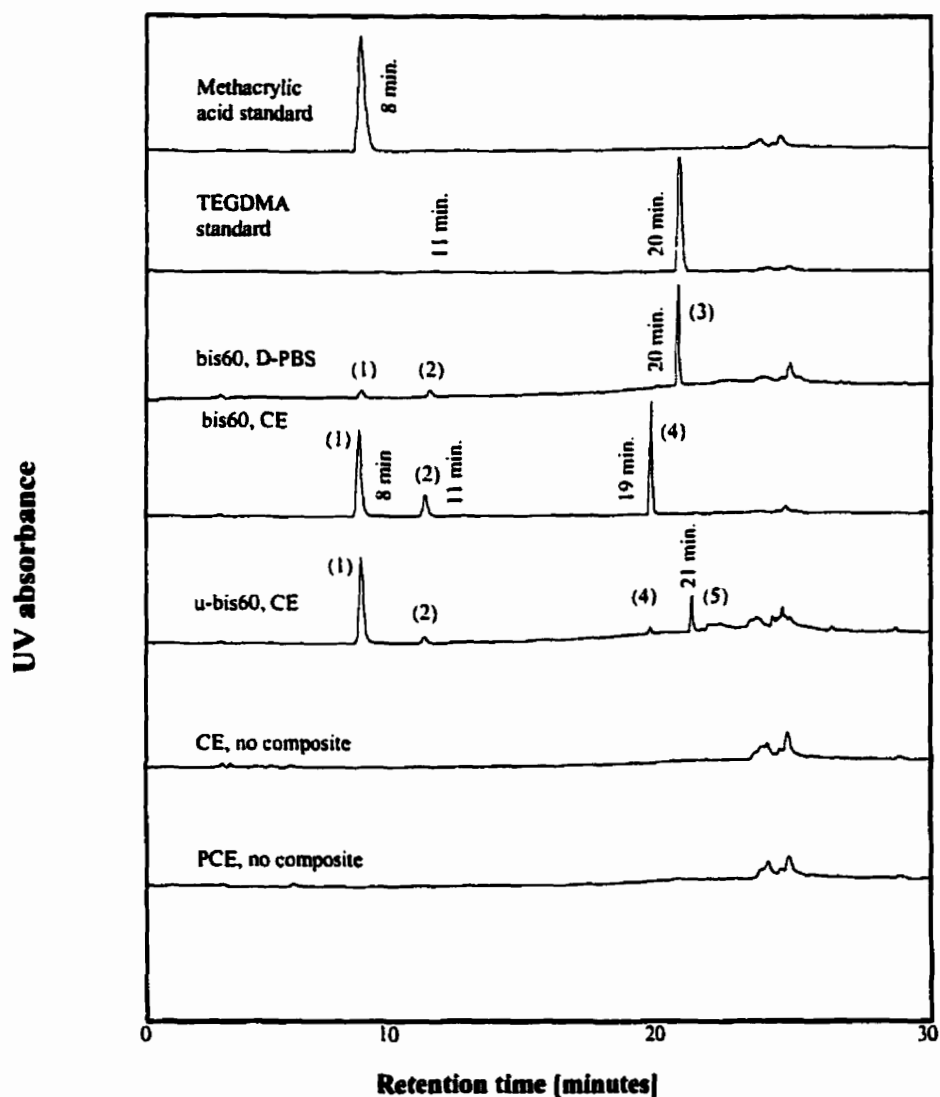 Methacrylic
acid standard
8 min.
TEGDMA
standard
11 min.
20 min.
bis60, D-PBS
(1)
(2)
20 min.
(3)
bis60, CE
(1)
8 min
(2)
11 min.
19 min.
(4)
u-bis60, CE
(1)
(2)
(4)
21 min.
(5)
CE, no composite
PCE, no composite
UV absorbance
0 10 20 30
Retention time [minutes]